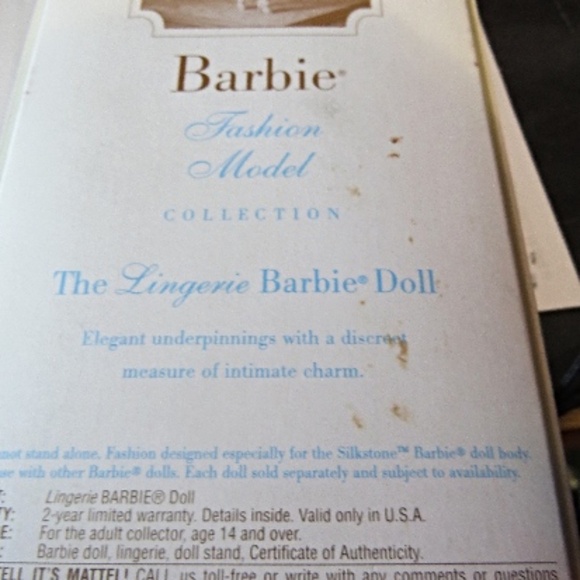 Barbie®
Fashion
Model
COLLECTION
The Lingerie Barbie® Doll
Elegant underpinnings with a discreet
measure of intimate charm.
not stand alone. Fashion designed especially for the Silkstone™ Barbie® doll body.
with other Barbie® dolls. Each doll sold separately and subject to availability.
Lingerie BARBIE® Doll
2-year limited warranty. Details inside. Valid only in U.S.A.
For the adult collector, age 14 and over.
Barbie doll, lingerie, doll stand, Certificate of Authenticity.
TELL IT'S MATTEL! CALL us toll-free or write with any comments or questions